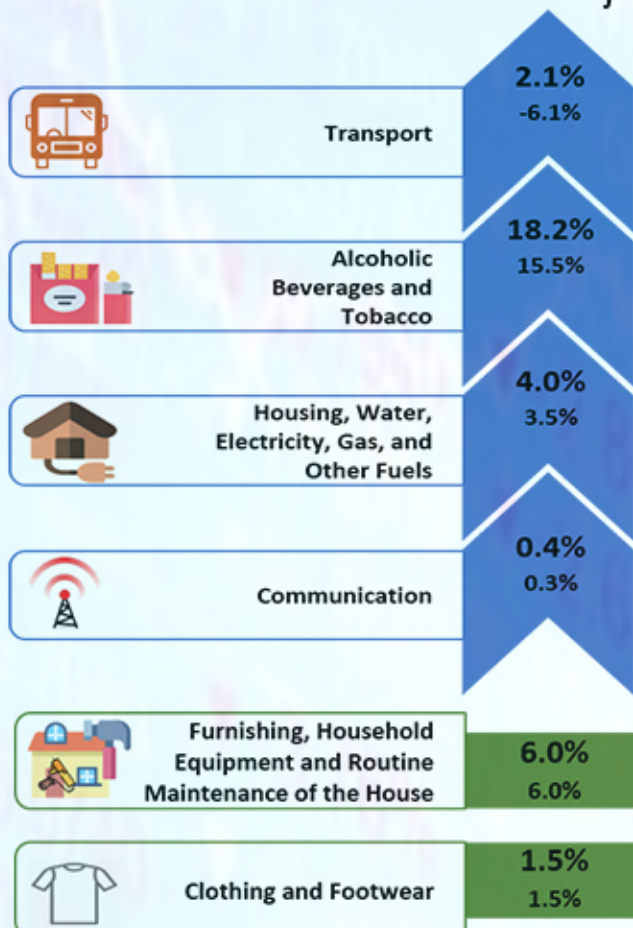 2.1%
-6.1%
Transport
18.2%
15.5%
Alcoholic
Beverages and
Tobacco
4.0%
3.5%
Housing, Water,
Electricity, Gas, and
Other Fuels
0.4%
0.3%
Communication
Furnishing, Household
Equipment and Routine
Maintenance of the House
6.0%
6.0%
Clothing and Footwear
1.5%
1.5%